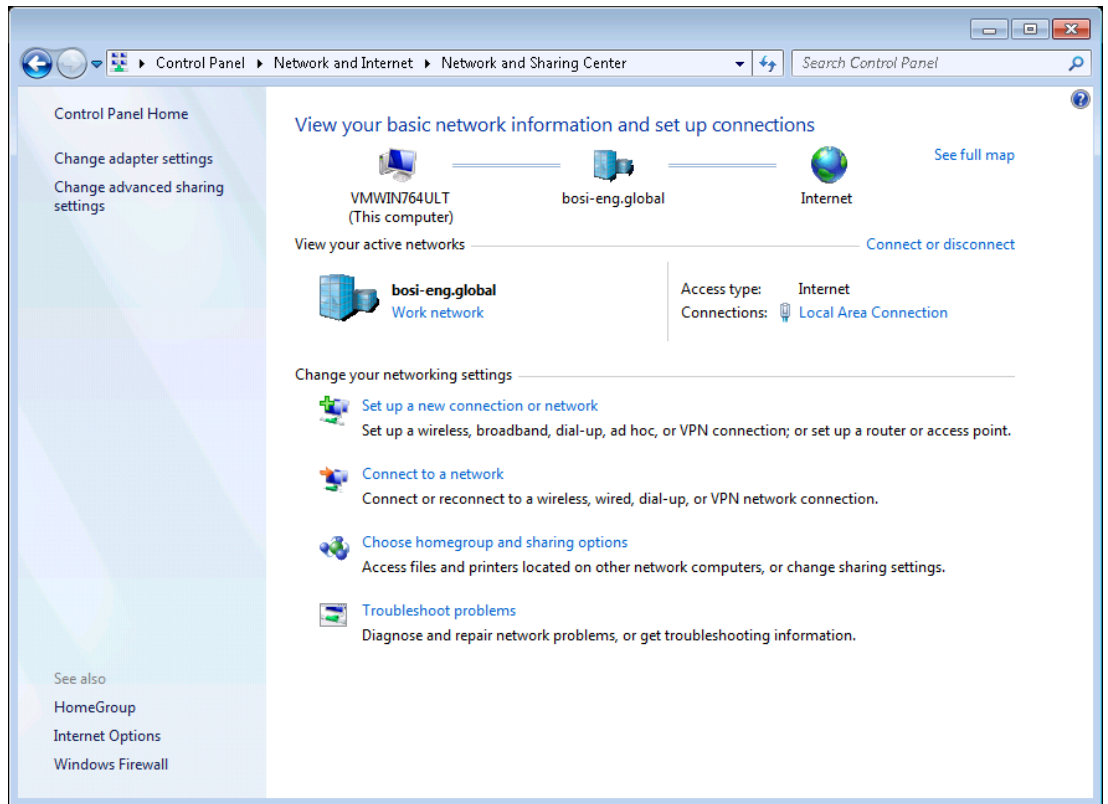 Control Panel
Network and Internet
Network and Sharing Center
Search Control Panel
Control Panel Home
Change adapter settings
Change advanced sharing
settings
See also
HomeGroup
Internet Options
Windows Firewall
View your basic network information and set up connections
See full map
VMWIN764ULT
(This computer)
bosi-eng.global
Internet
View your active networks
Connect or disconnect
bosi-eng.global
Work network
Access type: Internet
Connections: Local Area Connection
Change your networking settings
Set up a new connection or network
Set up a wireless, broadband, dial-up, ad hoc, or VPN connection; or set up a router or access point.
Connect to a network
Connect or reconnect to a wireless, wired, dial-up, or VPN network connection.
Choose homegroup and sharing options
Access files and printers located on other network computers, or change sharing settings.
Troubleshoot problems
Diagnose and repair network problems, or get troubleshooting information.